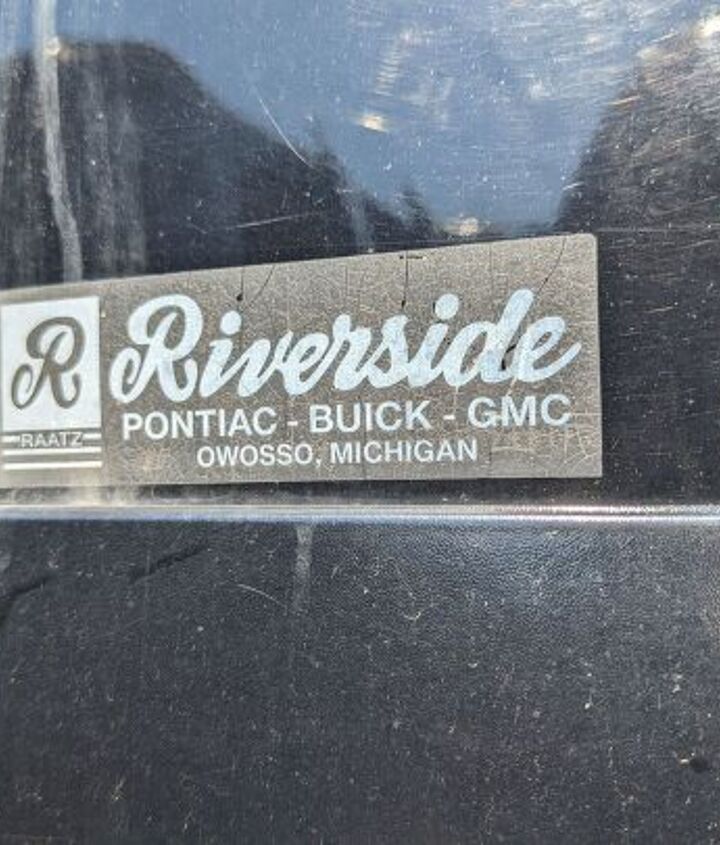 R
RAATZ
Riverside
PONTIAC - BUICK - GMC
OWOSSO, MICHIGAN